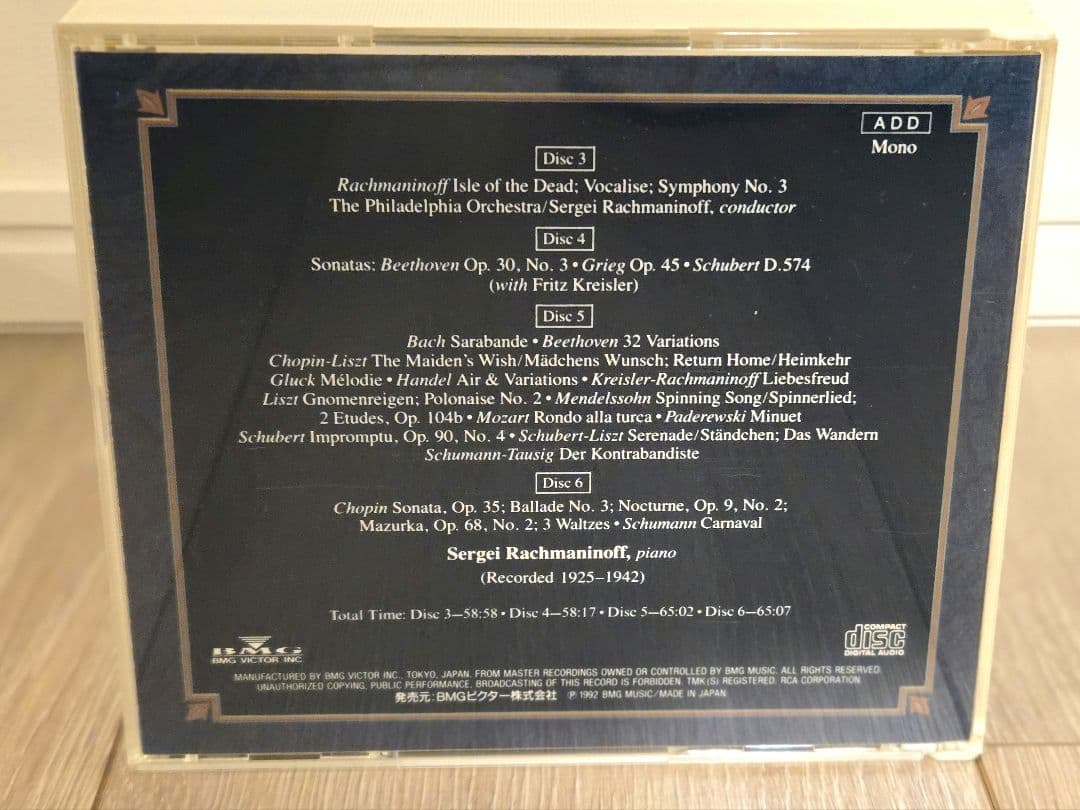 ADD
Mono
Disc 3
Rachmaninoff Isle of the Dead; Vocalise; Symphony No. 3
The Philadelphia Orchestra/Sergei Rachmaninoff, conductor
Disc 4
Sonatas: Beethoven Op. 30, No. 3 • Grieg Op. 45 • Schubert D.574
(with Fritz Kreisler)
Disc 5
Bach Sarabande • Beethoven 32 Variations
Chopin-Liszt The Maiden's Wish/Mädchens Wunsch; Return Home/Heimkehr
Gluck Mélodie • Handel Air & Variations • Kreisler-Rachmaninoff Liebesfreud
Liszt Gnomenreigen; Polonaise No. 2 • Mendelssohn Spinning Song/Spinnerlied;
2 Etudes, Op. 104b • Mozart Rondo alla turca • Paderewski Minuet
Schubert Impromptu, Op. 90, No. 4 • Schubert-Liszt Serenade/Ständchen; Das Wandern
Schumann-Tausig Der Kontrabandiste
Disc 6
Chopin Sonata, Op. 35; Ballade No. 3; Nocturne, Op. 9, No. 2;
Mazurka, Op. 68, No. 2; 3 Waltzes • Schumann Carnaval
Sergei Rachmaninoff, piano
(Recorded 1925–1942)
Total Time: Disc 3—58:58 • Disc 4—58:17 • Disc 5—65:02 • Disc 6—65:07
BMG
BMG VICTOR INC.
COMPACT
disc
DIGITAL AUDIO
MANUFACTURED BY BMG VICTOR INC., TOKYO, JAPAN. FROM MASTER RECORDINGS OWNED OR CONTROLLED BY BMG MUSIC. ALL RIGHTS RESERVED.
UNAUTHORIZED COPYING, PUBLIC PERFORMANCE, BROADCASTING OF THIS RECORD IS FORBIDDEN. TMK(S) REGISTERED. RCA CORPORATION.
発売元：BMGビクター株式会社 ℗ 1992 BMG MUSIC/MADE IN JAPAN